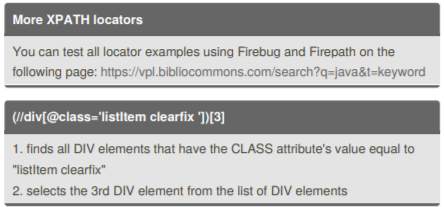 More XPATH locators
You can test all locator examples using Firebug and Firepath on the
following page: https://vpl.bibliocommons.com/search?q=java&t=keyword
(//div[@class='listItem clearfix '])[3]
1. finds all DIV elements that have the CLASS attribute's value equal to
"listItem clearfix"
2. selects the 3rd DIV element from the list of DIV elements